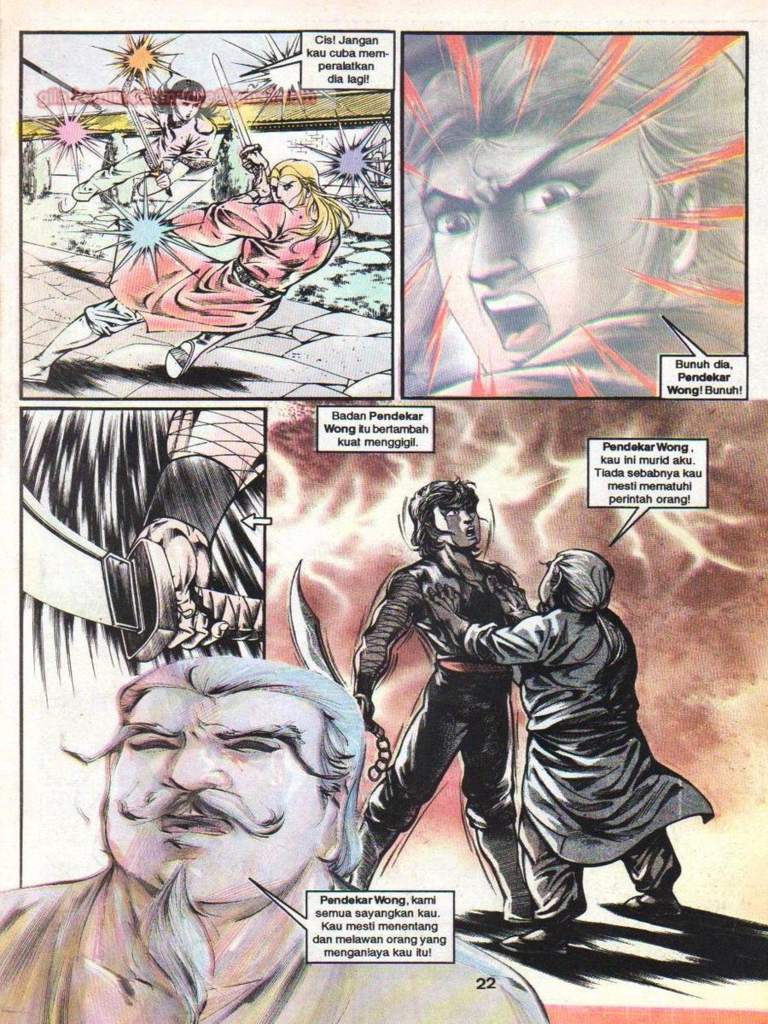 Cis! Jangan
kau cuba mem-
peralatkan
dia lagi!
Bunuh dia,
Pendekar
Wong! Bunuh!
Badan Pendekar
Wong itu bertambah
kuat menggigil.
Pendekar Wong,
kau ini murid aku.
Tiada sebabnya kau
mesti mematuhi
perintah orang!
Pendekar Wong, kami
semua sayangkan kau.
Kau mesti menentang
dan melawan orang yang
menganiaya kau itu!
22